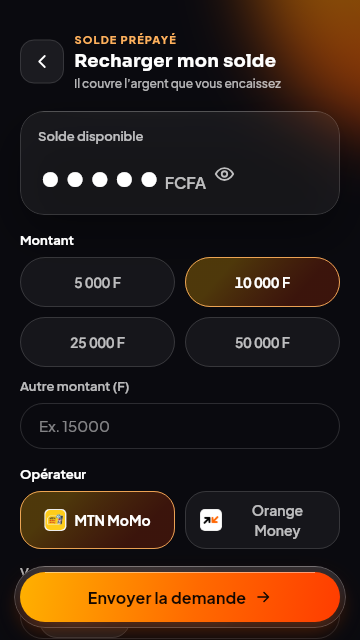 SOLDE PRÉPAYÉ
Recharger mon solde
Il couvre l'argent que vous encaissez
Solde disponible
●●●●● FCFA
Montant
5 000 F
10 000 F
25 000 F
50 000 F
Autre montant (F)
Ex. 15000
Opérateur
MTN MoMo
Orange
Money
Envoyer la demande →